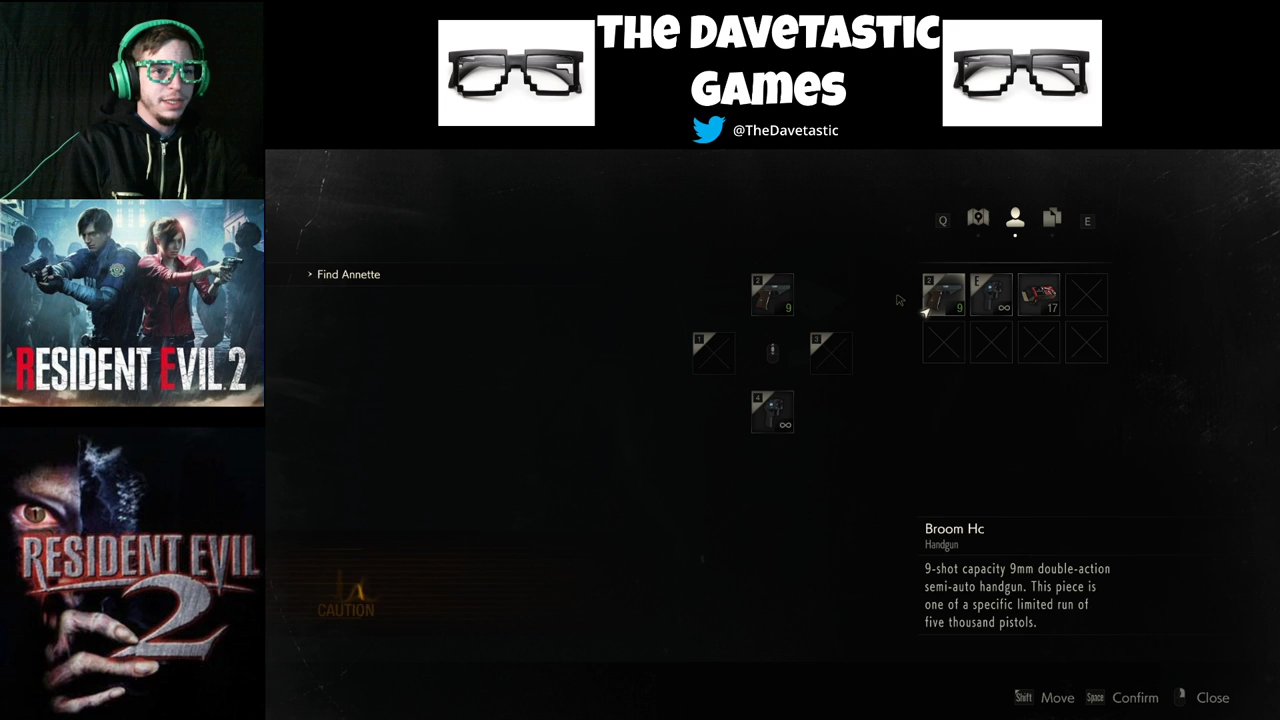 THE DAVETASTIC
GAMES
@TheDavetastic
RESIDENT EVIL 2
RESIDENT EVIL
2
Q
E
> Find Annette
2
9
1
3
4
∞
2
9
E
∞
17
CAUTION
Broom Hc
Handgun
9-shot capacity 9mm double-action
semi-auto handgun. This piece is
one of a specific limited run of
five thousand pistols.
Shift Move Space Confirm Close